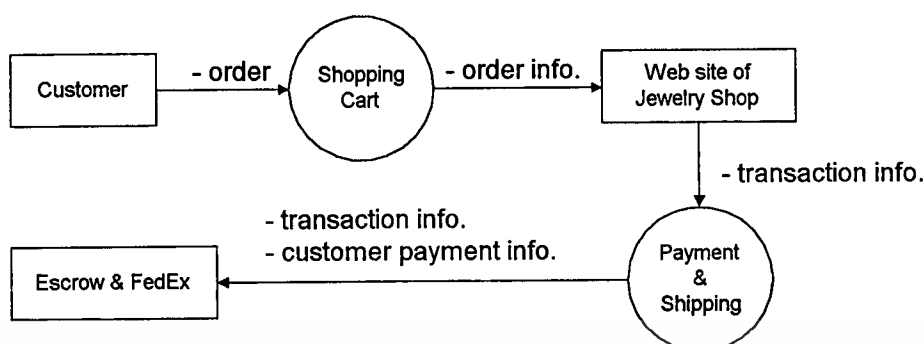 Customer
- order
Shopping
Cart
- order info.
Web site of
Jewelry Shop
- transaction info.
- transaction info.
- customer payment info.
Escrow & FedEx
Payment
&
Shipping